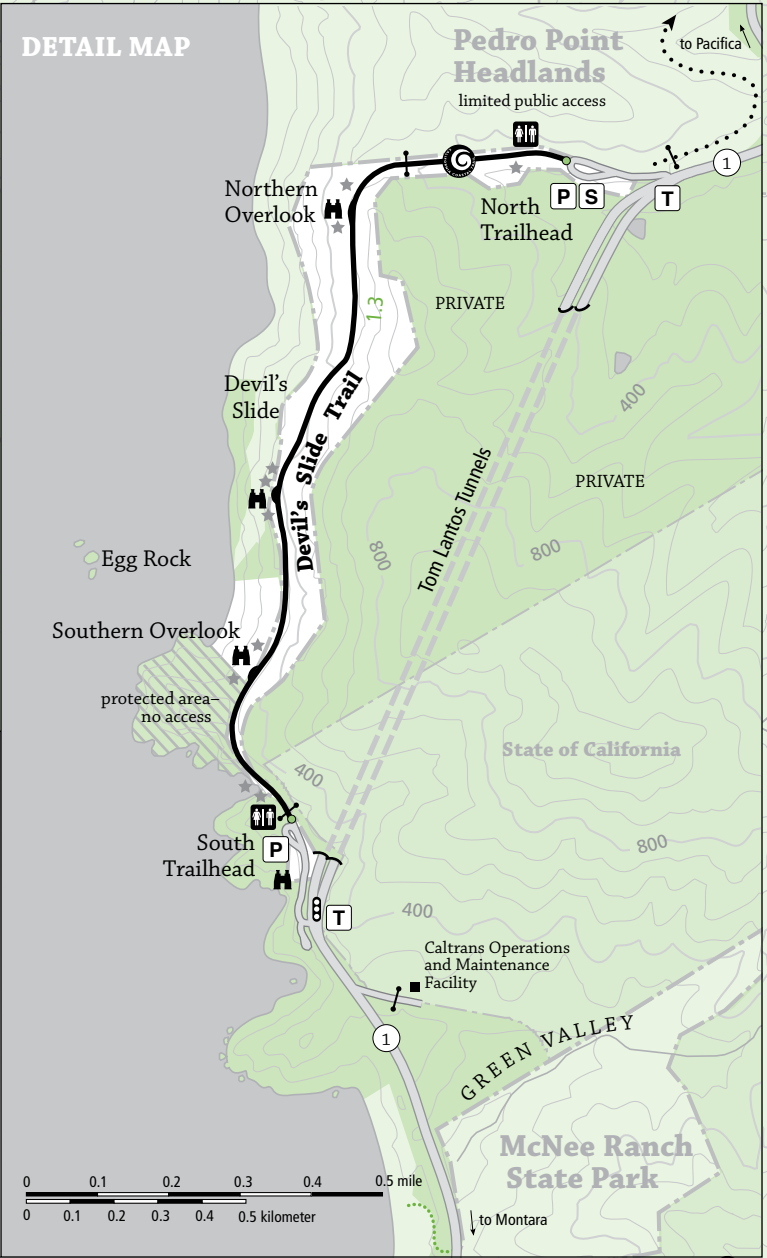 DETAIL MAP
Pedro Point
Headlands
limited public access
to Pacifica
1
Northern
Overlook
P S
T
North
Trailhead
1.3
PRIVATE
Devil's
Slide
400
Devil's Slide Trail
Tom Lantos Tunnels
PRIVATE
800
800
Egg Rock
Southern Overlook
protected area–
no access
State of California
400
South
Trailhead
P
800
T
400
Caltrans Operations
and Maintenance
Facility
1
GREEN VALLEY
McNee Ranch
State Park
0 0.1 0.2 0.3 0.4 0.5 mile
0 0.1 0.2 0.3 0.4 0.5 kilometer
to Montara